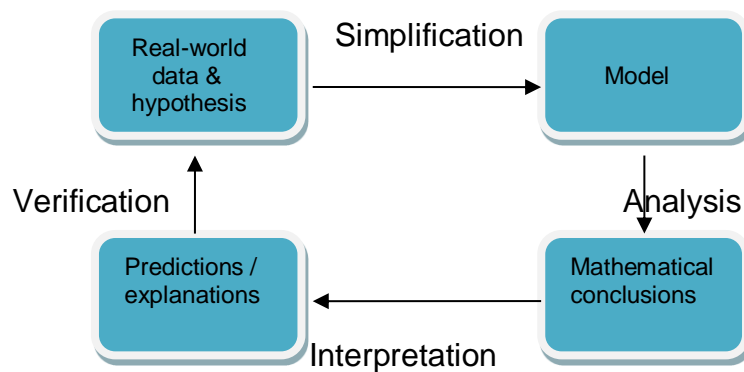 Real-world
data &
hypothesis
Simplification
Model
Verification
Analysis
Predictions /
explanations
Mathematical
conclusions
Interpretation